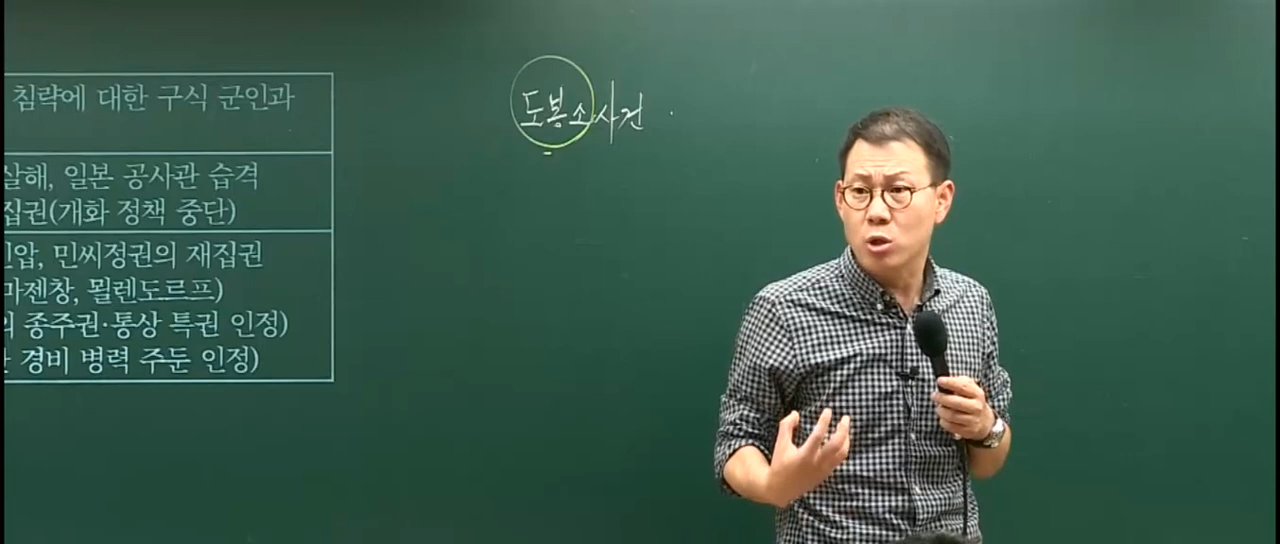 침략에 대한 구식 군인과
살해, 일본 공사관 습격
집권(개화 정책 중단)
진압, 민씨정권의 재집권
마젠창, 묄렌도르프)
의 종주권·통상 특권 인정)
경비 병력 주둔 인정)
도봉소사건